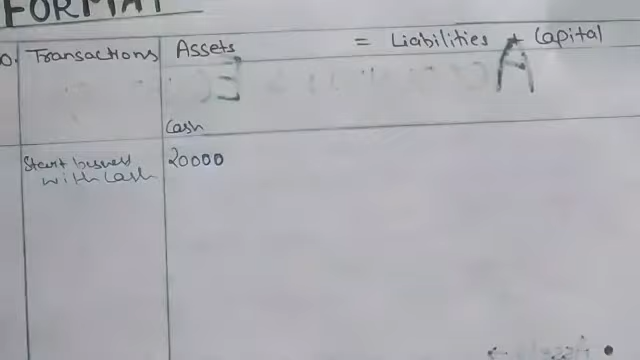 FORMAT
o. Transactions Assets = Liabilities + Capital
Cash
Start business 20000
with Cash